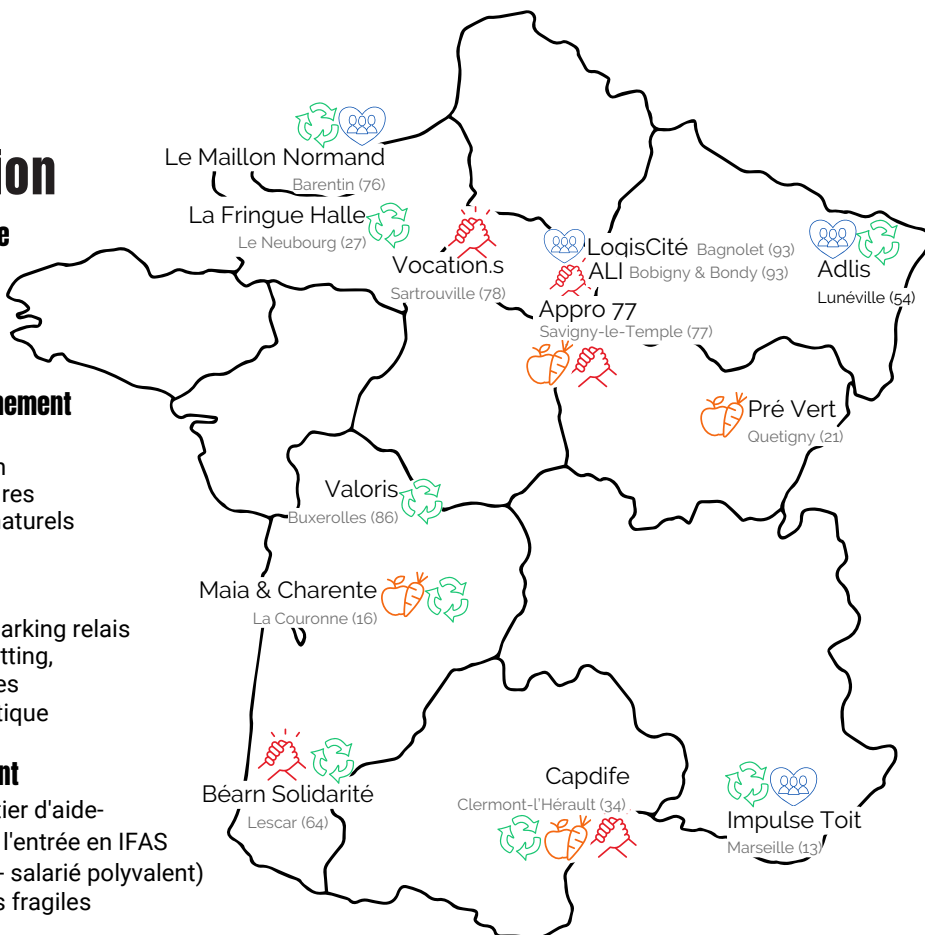 ion
e
nement
n
res
naturels
arking relais
tting,
es
tique
nt
tier d'aide-
l'entrée en IFAS
- salarié polyvalent)
s fragiles
Le Maillon Normand
Barentin (76)
La Fringue Halle
Le Neubourg (27)
Vocation.s
Sartrouville (78)
LogisCité Bagnolet (93)
ALI Bobigny & Bondy (93)
Appro 77
Savigny-le-Temple (77)
Adlis
Lunéville (54)
Pré Vert
Quetigny (21)
Valoris
Buxerolles (86)
Maia & Charente
La Couronne (16)
Béarn Solidarité
Lescar (64)
Capdife
Clermont-l'Hérault (34)
Impulse Toit
Marseille (13)